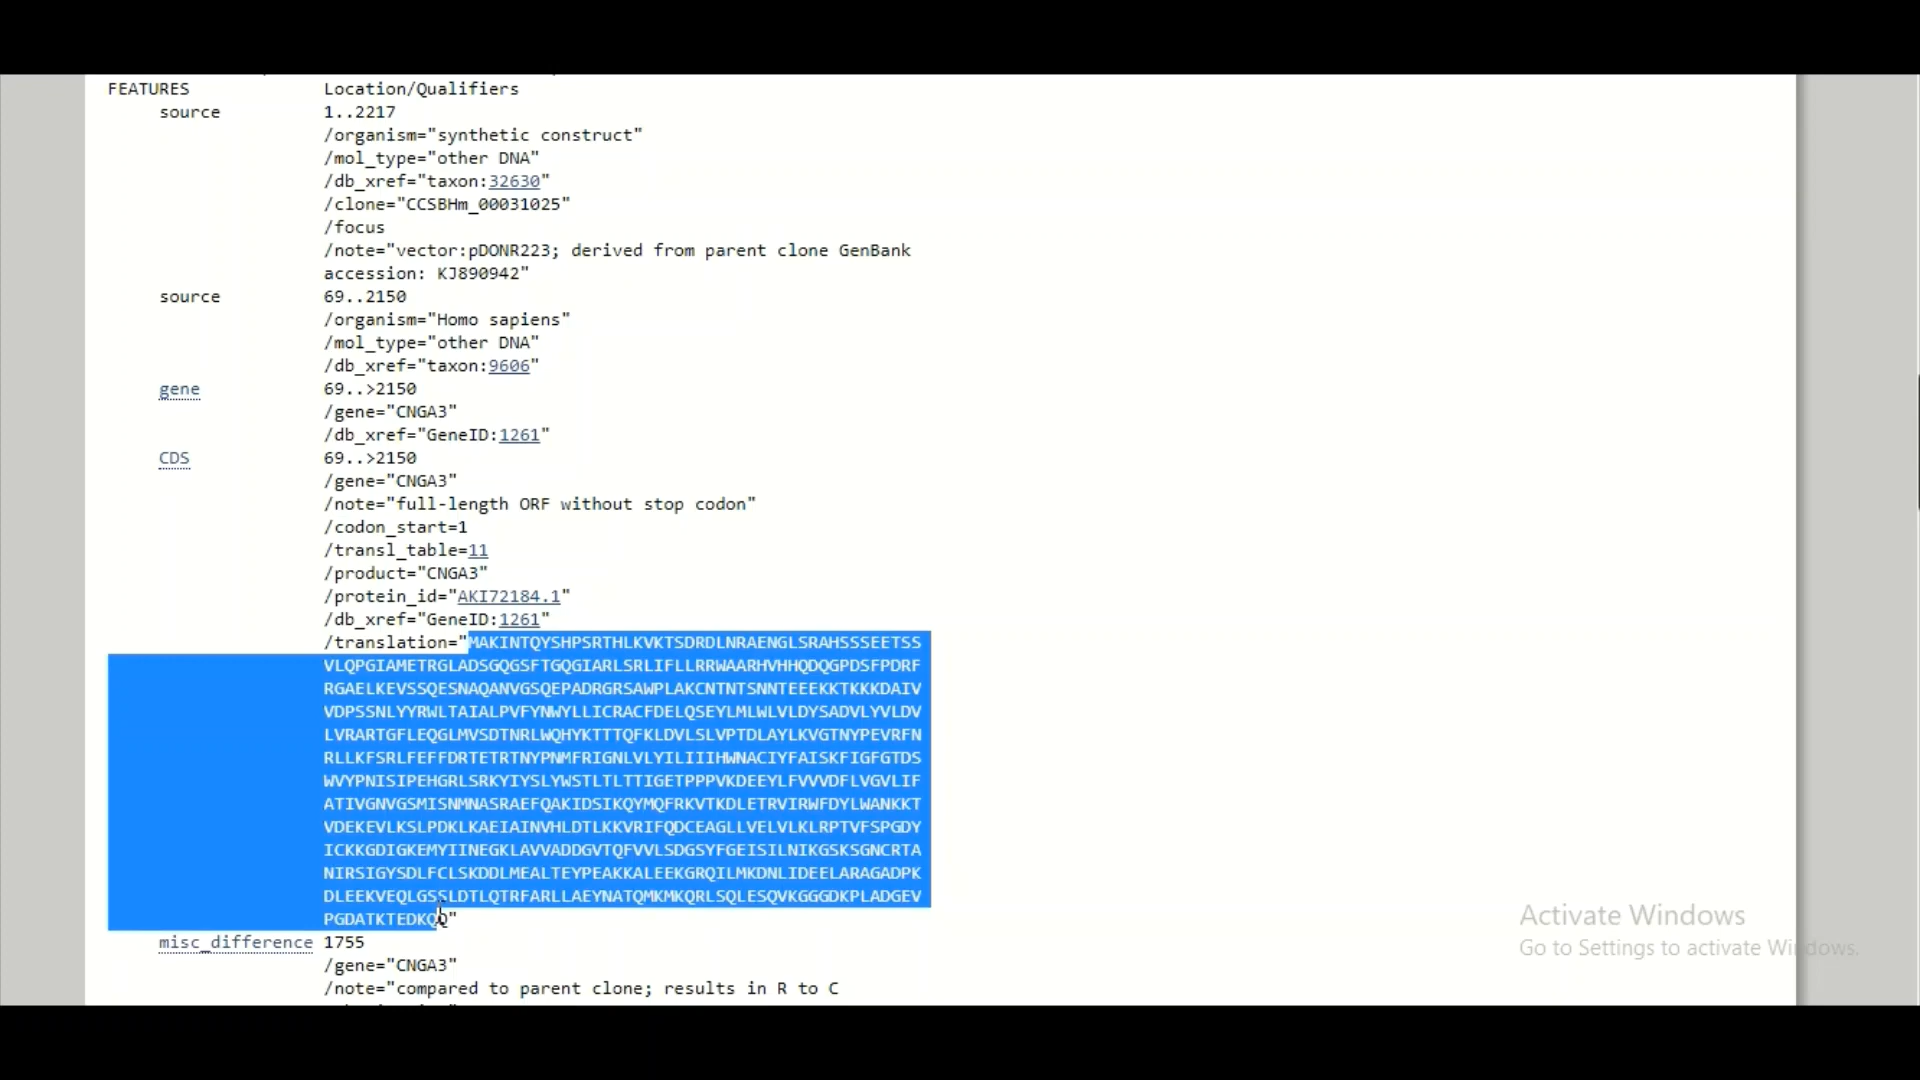 FEATURES Location/Qualifiers
source 1..2217
/organism="synthetic construct"
/mol_type="other DNA"
/db_xref="taxon:32630"
/clone="CCSBHm_00031025"
/focus
/note="vector:pDONR223; derived from parent clone GenBank
accession: KJ890942"
source 69..2150
/organism="Homo sapiens"
/mol_type="other DNA"
/db_xref="taxon:9606"
gene 69..>2150
/gene="CNGA3"
/db_xref="GeneID:1261"
CDS 69..>2150
/gene="CNGA3"
/note="full-length ORF without stop codon"
/codon_start=1
/transl_table=11
/product="CNGA3"
/protein_id="AKI72184.1"
/db_xref="GeneID:1261"
/translation="MAKINTQYSHPSRTHLKVKTSDRDLNRAENGLSRAHSSSEETSS
VLQPGIAMETRGLADSGQGSFTGQGIARLSRLIFLLRRWAARHVHHQDQGPDSFPDRF
RGAELKEVSSQESNAQANVGSQEPADRGRSAWPLAKCNTNTSNNTEEEKKTKKKDAIV
VDPSSNLYYRWLTAIALPVFYNWYLLICRACFDELQSEYLMLWLVLDYSADVLYVLDV
LVRARTGFLEQGLMVSDTNRLWQHYKTTTQFKLDVLSLVPTDLAYLKVGTNYPEVRFN
RLLKFSRLFEFFDRTETRTNYPNMFRIGNLVLYILIIIHWNACIYFAISKFIGFGTDS
WVYPNISIPEHGRLSRKYIYSLYWSTLTLTTIGETPPPVKDEEYLFVVVDFLVGVLIF
ATIVGNVGSMISNMNASRAEFQAKIDSIKQYMQFRKVTKDLETRVIRWFDYLWANKKT
VDEKEVLKSLPDKLKAEIAINVHLDTLKKVRIFQDCEAGLLVELVLKLRPTVFSPGDY
ICKKGDIGKEMYIINEGKLAVVADDGVTQFVVLSDGSYFGEISILNIKGSKSGNCRTA
NIRSIGYSDLFCLSKDDLMEALTEYPEAKKALEEKGRQILMKDNLIDEELARAGADPK
DLEEKVEQLGSSLDTLQTRFARLLAEYNATQMKMKQRLSQLESQVKGGGDKPLADGEV
PGDATKTEDKQQ"
misc_difference 1755
/gene="CNGA3"
/note="compared to parent clone; results in R to C
Activate Windows
Go to Settings to activate Windows.